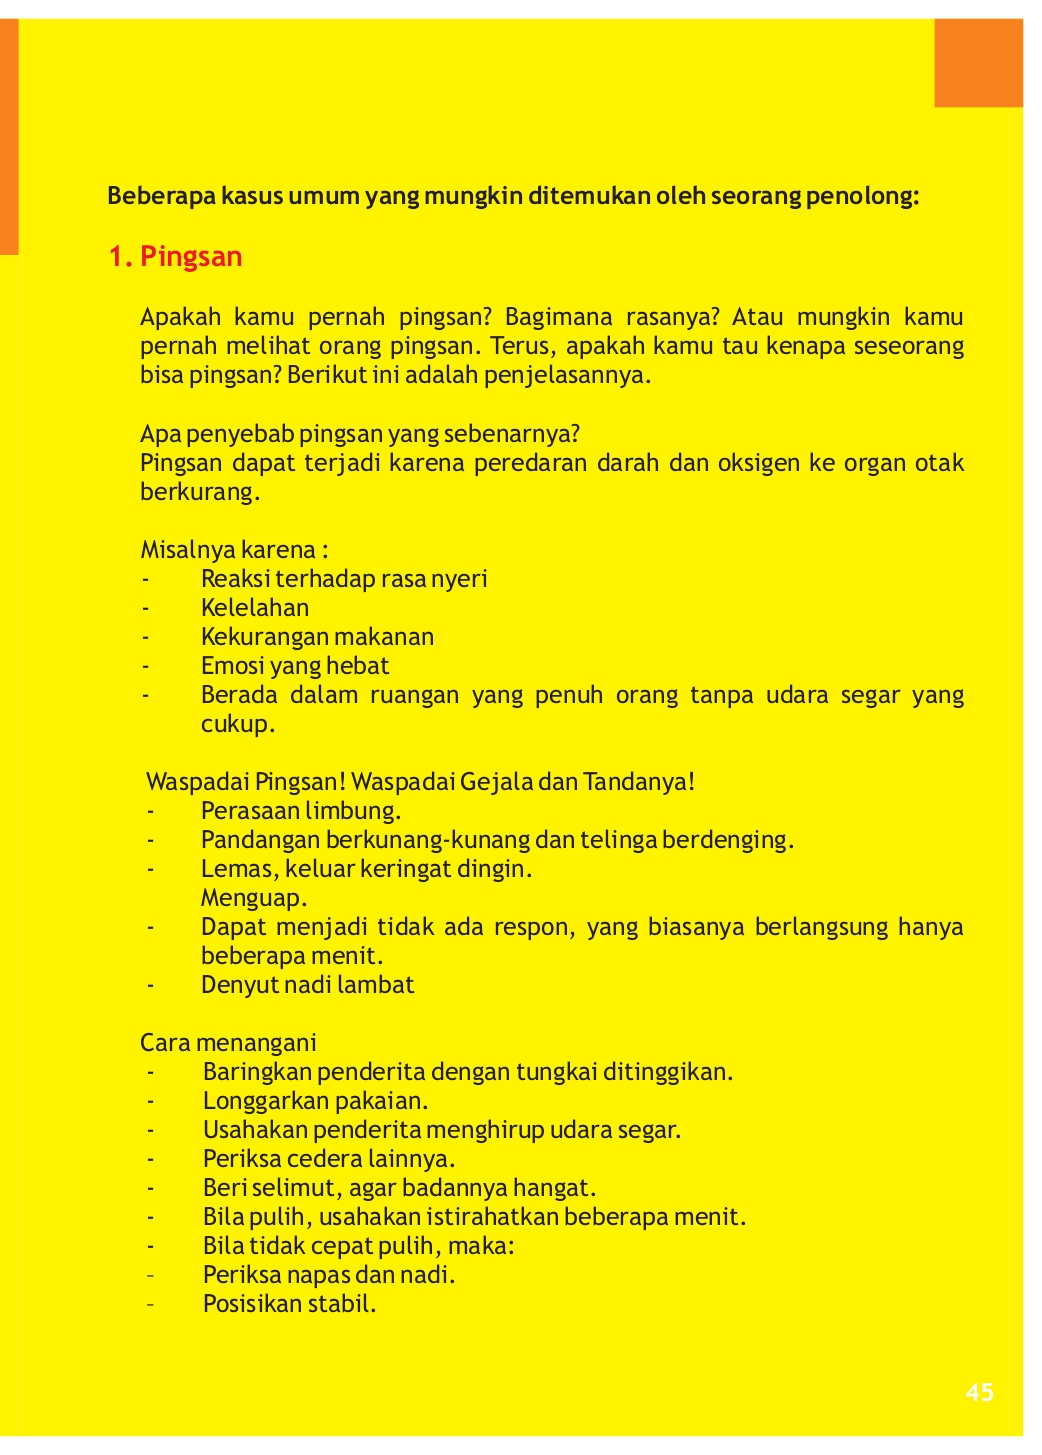 Beberapa kasus umum yang mungkin ditemukan oleh seorang penolong:
1. Pingsan
Apakah kamu pernah pingsan? Bagimana rasanya? Atau mungkin kamu
pernah melihat orang pingsan. Terus, apakah kamu tau kenapa seseorang
bisa pingsan? Berikut ini adalah penjelasannya.
Apa penyebab pingsan yang sebenarnya?
Pingsan dapat terjadi karena peredaran darah dan oksigen ke organ otak
berkurang.
Misalnya karena :
- Reaksi terhadap rasa nyeri
- Kelelahan
- Kekurangan makanan
- Emosi yang hebat
- Berada dalam ruangan yang penuh orang tanpa udara segar yang
cukup.
Waspadai Pingsan! Waspadai Gejala dan Tandanya!
- Perasaan limbung.
- Pandangan berkunang-kunang dan telinga berdenging.
- Lemas, keluar keringat dingin.
Menguap.
- Dapat menjadi tidak ada respon, yang biasanya berlangsung hanya
beberapa menit.
- Denyut nadi lambat
Cara menangani
- Baringkan penderita dengan tungkai ditinggikan.
- Longgarkan pakaian.
- Usahakan penderita menghirup udara segar.
- Periksa cedera lainnya.
- Beri selimut, agar badannya hangat.
- Bila pulih, usahakan istirahatkan beberapa menit.
- Bila tidak cepat pulih, maka:
– Periksa napas dan nadi.
– Posisikan stabil.
45